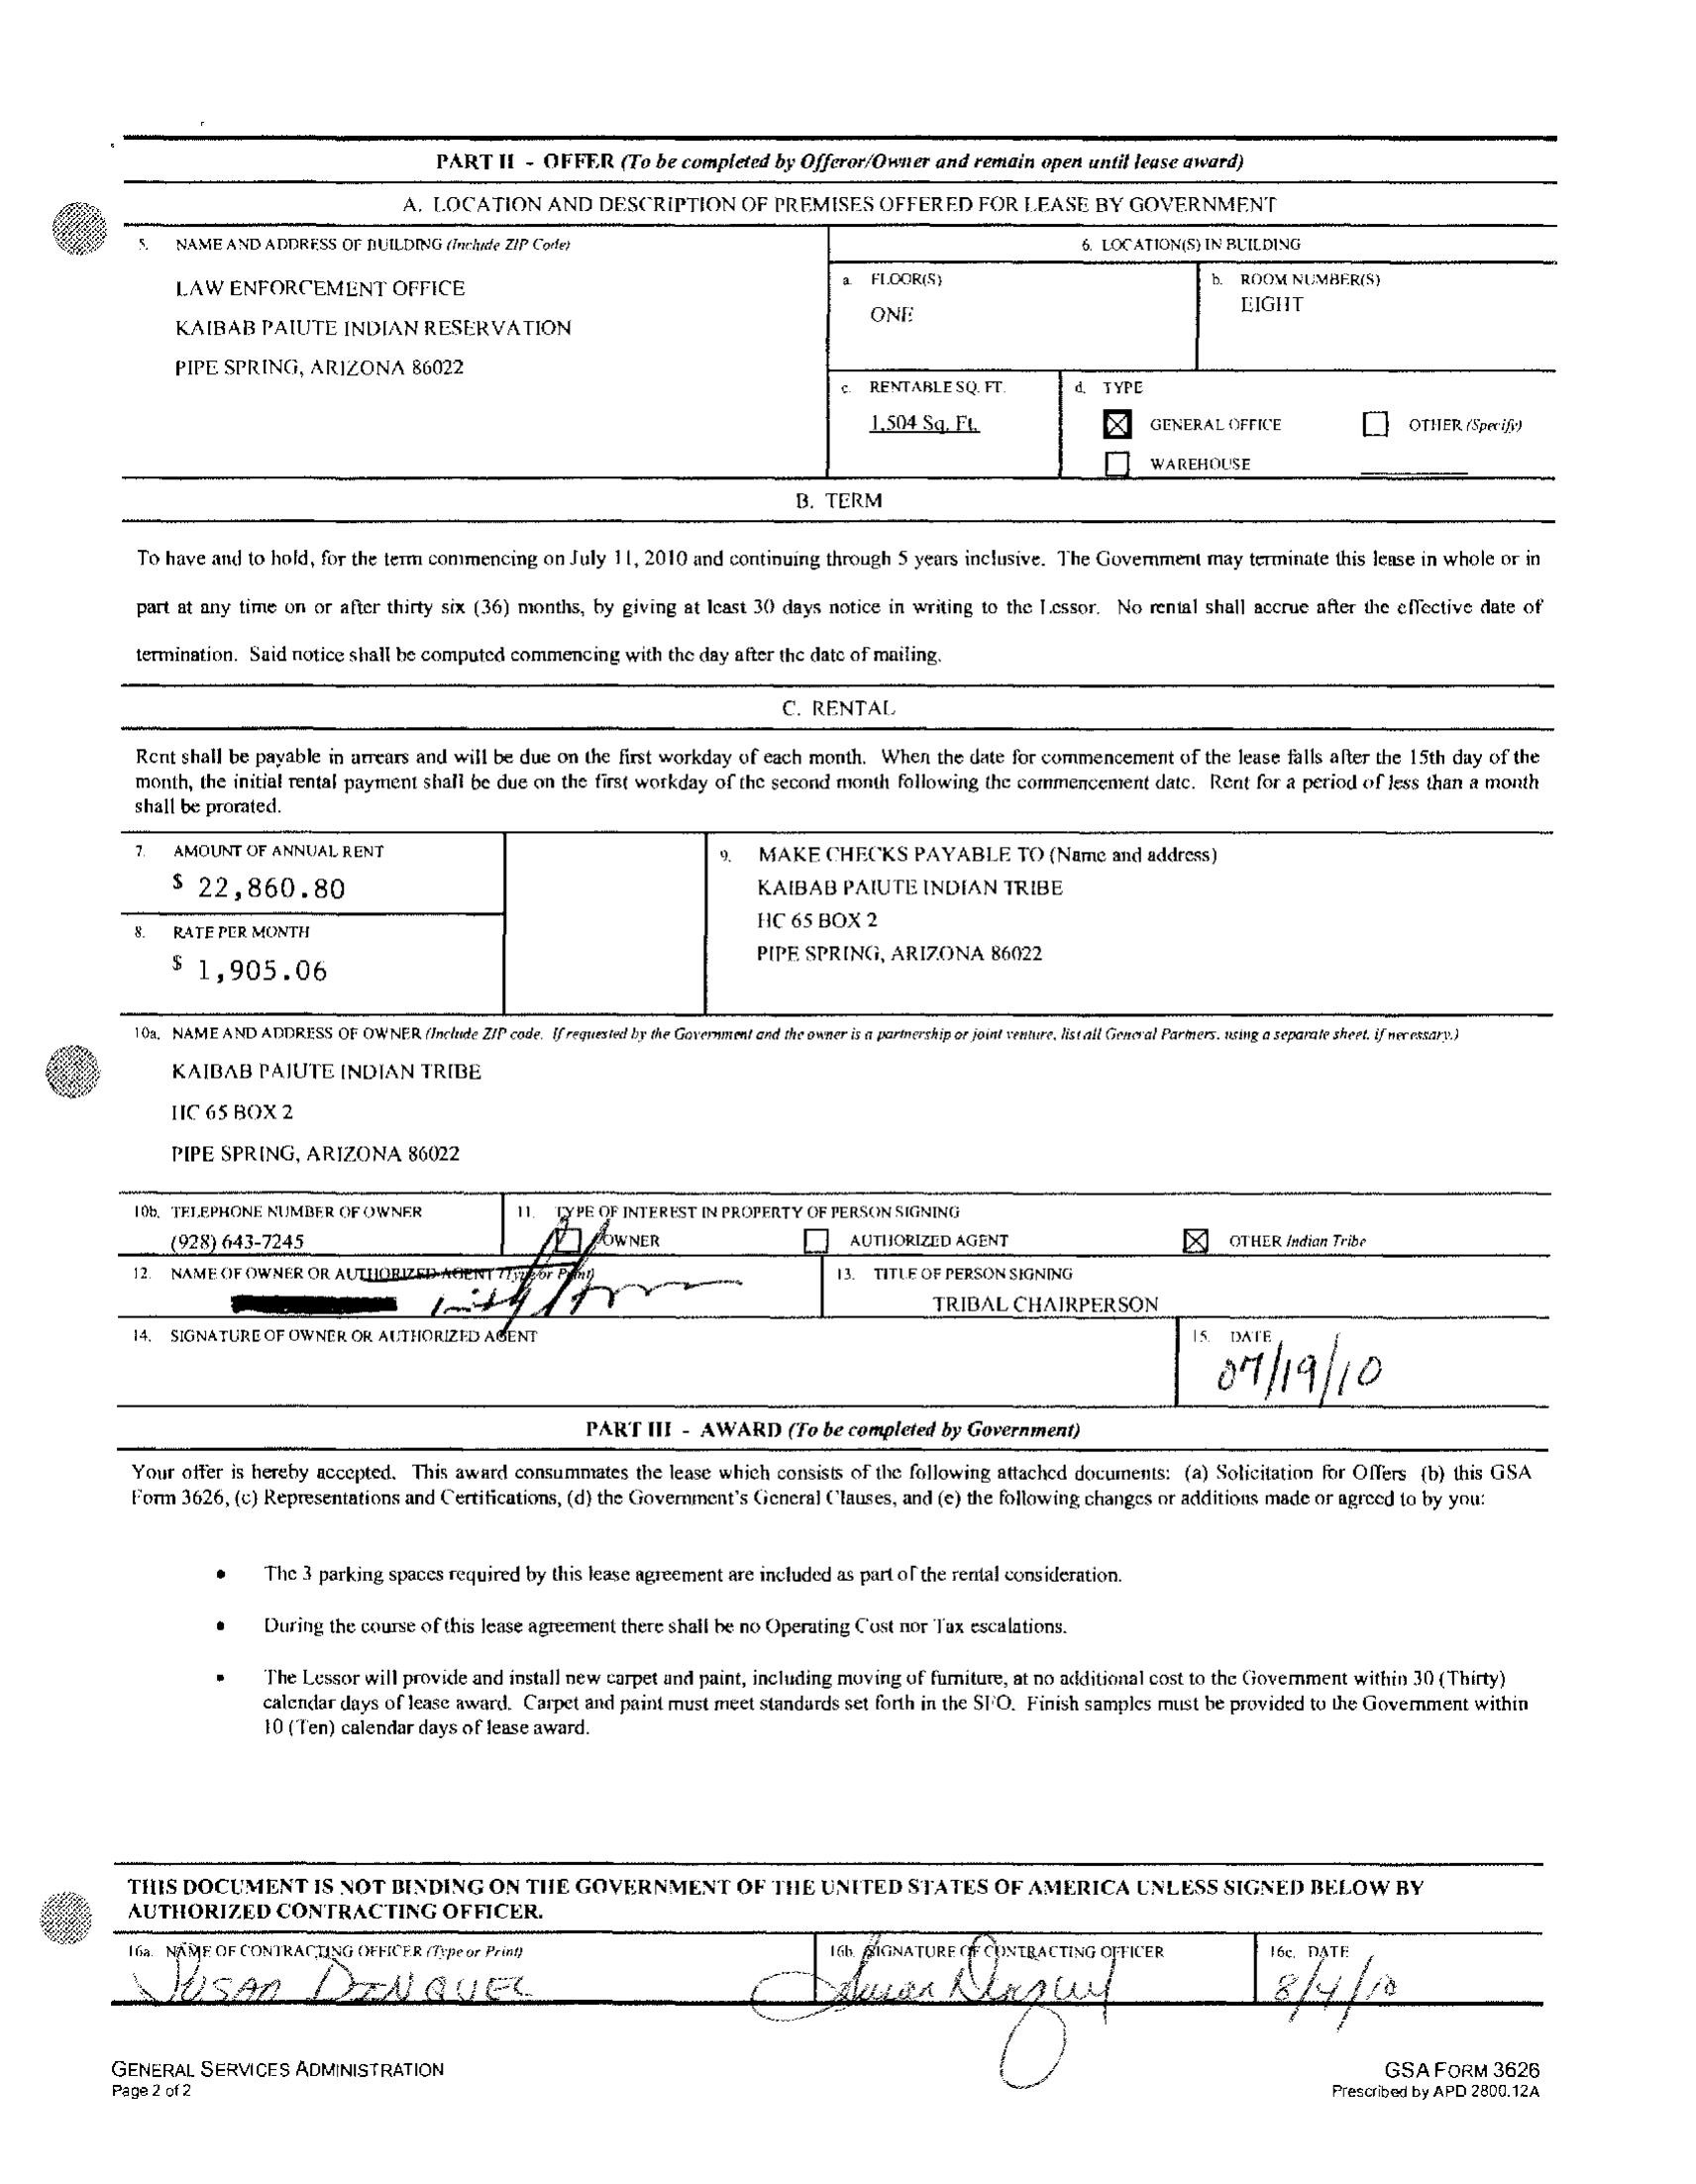 PART II - OFFER (To be completed by Offeror/Owner and remain open until lease award)
A. LOCATION AND DESCRIPTION OF PREMISES OFFERED FOR LEASE BY GOVERNMENT
5. NAME AND ADDRESS OF BUILDING (Include ZIP Code)
LAW ENFORCEMENT OFFICE
KAIBAB PAIUTE INDIAN RESERVATION
PIPE SPRING, ARIZONA 86022
6. LOCATION(S) IN BUILDING
a. FLOOR(S)
ONE
b. ROOM NUMBER(S)
EIGHT
c. RENTABLE SQ. FT.
1,504 Sq. Ft.
d. TYPE
GENERAL OFFICE
OTHER (Specify)
WAREHOUSE
B. TERM
To have and to hold, for the term commencing on July 11, 2010 and continuing through 5 years inclusive. The Government may terminate this lease in whole or in
part at any time on or after thirty six (36) months, by giving at least 30 days notice in writing to the Lessor. No rental shall accrue after the effective date of
termination. Said notice shall be computed commencing with the day after the date of mailing.
C. RENTAL
Rent shall be payable in arrears and will be due on the first workday of each month. When the date for commencement of the lease falls after the 15th day of the
month, the initial rental payment shall be due on the first workday of the second month following the commencement date. Rent for a period of less than a month
shall be prorated.
7. AMOUNT OF ANNUAL RENT
$ 22,860.80
8. RATE PER MONTH
$ 1,905.06
9. MAKE CHECKS PAYABLE TO (Name and address)
KAIBAB PAIUTE INDIAN TRIBE
HC 65 BOX 2
PIPE SPRING, ARIZONA 86022
10a. NAME AND ADDRESS OF OWNER (Include ZIP code. If requested by the Government and the owner is a partnership or joint venture, list all General Partners, using a separate sheet, if necessary.)
KAIBAB PAIUTE INDIAN TRIBE
HC 65 BOX 2
PIPE SPRING, ARIZONA 86022
10b. TELEPHONE NUMBER OF OWNER
(928) 643-7245
11. TYPE OF INTEREST IN PROPERTY OF PERSON SIGNING
OWNER
AUTHORIZED AGENT
OTHER Indian Tribe
12. NAME OF OWNER OR AUTHORIZED AGENT (Type or Print)
13. TITLE OF PERSON SIGNING
TRIBAL CHAIRPERSON
14. SIGNATURE OF OWNER OR AUTHORIZED AGENT
15. DATE
07/19/10
PART III - AWARD (To be completed by Government)
Your offer is hereby accepted. This award consummates the lease which consists of the following attached documents: (a) Solicitation for Offers (b) this GSA
Form 3626, (c) Representations and Certifications, (d) the Government's General Clauses, and (e) the following changes or additions made or agreed to by you:
• The 3 parking spaces required by this lease agreement are included as part of the rental consideration.
• During the course of this lease agreement there shall be no Operating Cost nor Tax escalations.
• The Lessor will provide and install new carpet and paint, including moving of furniture, at no additional cost to the Government within 30 (Thirty)
calendar days of lease award. Carpet and paint must meet standards set forth in the SFO. Finish samples must be provided to the Government within
10 (Ten) calendar days of lease award.
THIS DOCUMENT IS NOT BINDING ON THE GOVERNMENT OF THE UNITED STATES OF AMERICA UNLESS SIGNED BELOW BY
AUTHORIZED CONTRACTING OFFICER.
16a. NAME OF CONTRACTING OFFICER (Type or Print)
SUSAN DENQUEL
16b. SIGNATURE OF CONTRACTING OFFICER
16c. DATE
8/4/10
GENERAL SERVICES ADMINISTRATION
Page 2 of 2
GSA FORM 3626
Prescribed by APD 2800.12A